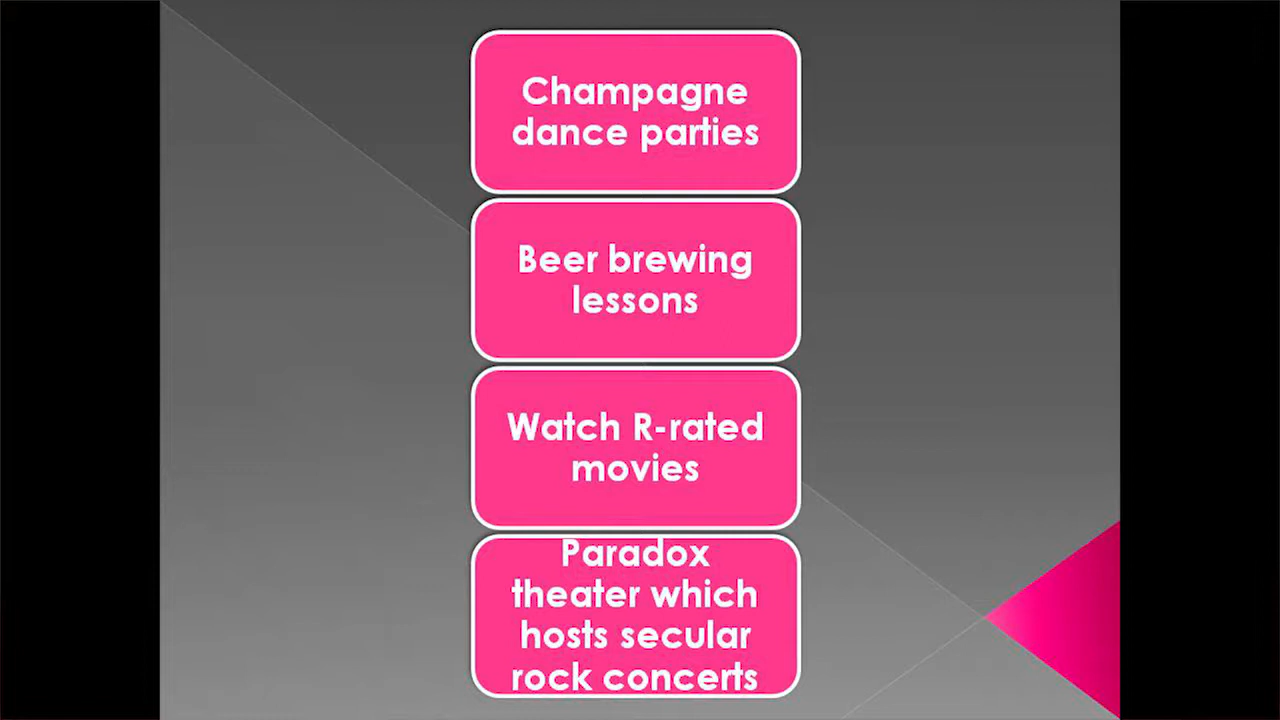 Champagne
dance parties
Beer brewing
lessons
Watch R-rated
movies
Paradox
theater which
hosts secular
rock concerts